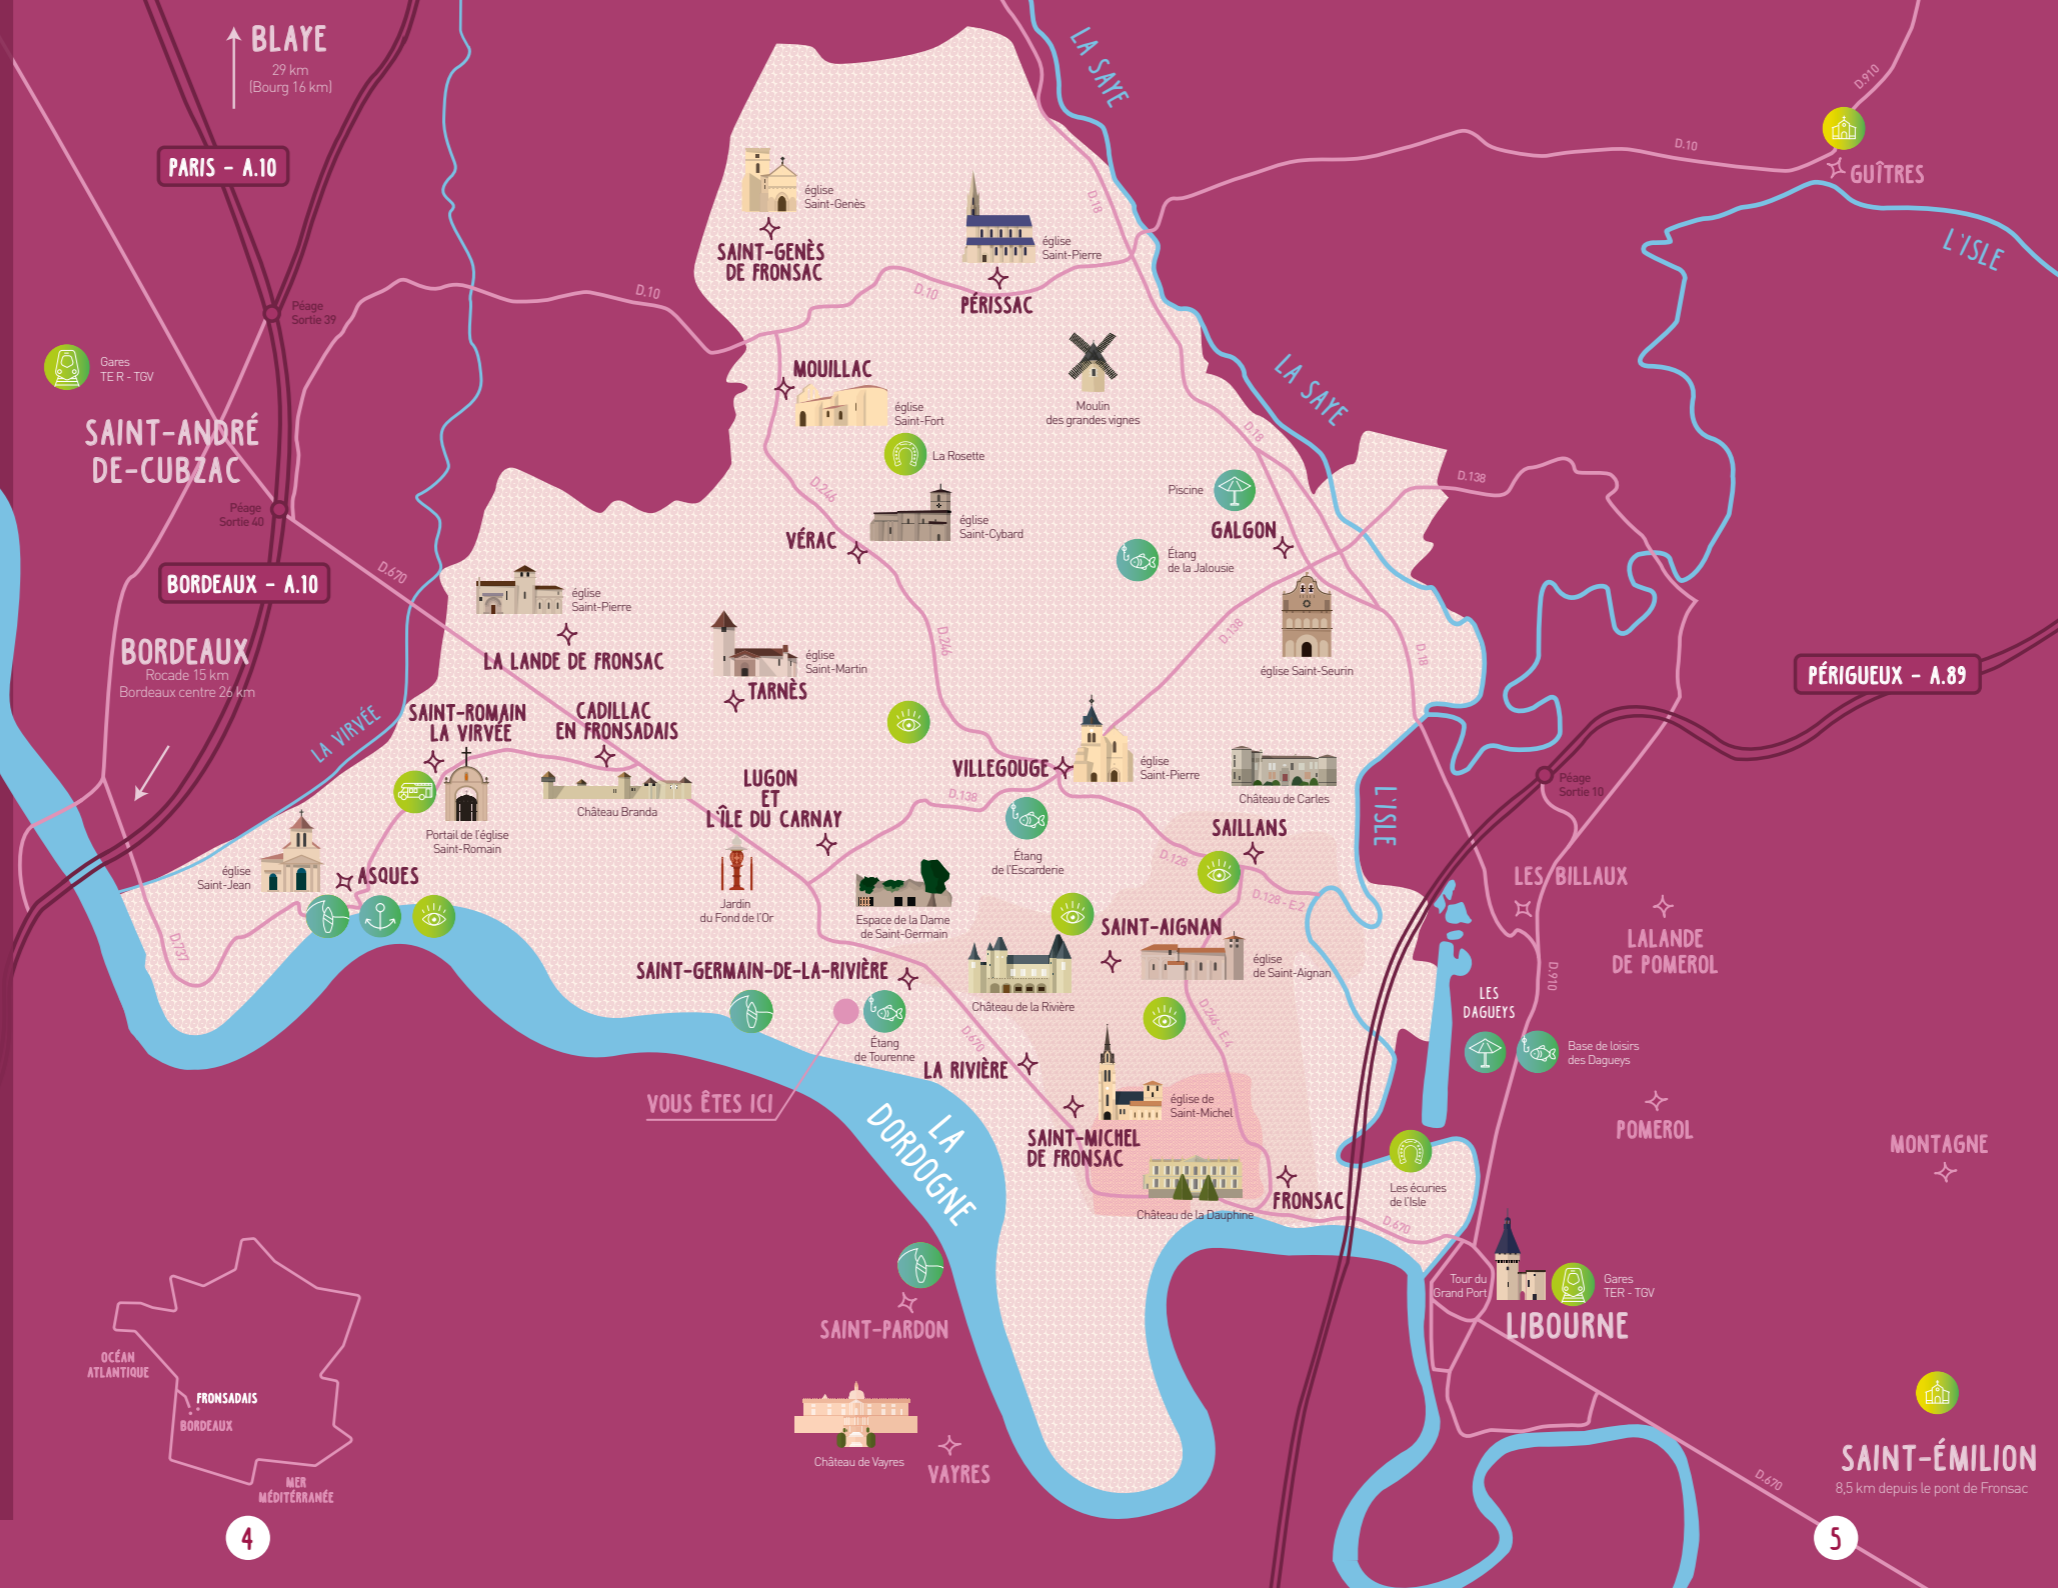 BLAYE
29 km
(Bourg 16 km)
LA SAYE
D.910
PARIS - A.10
D.10
GUÎTRES
église
Saint-Genès
D.18
SAINT-GENÈS
DE FRONSAC
église
Saint-Pierre
L'ISLE
D.10
D.10
PÉRISSAC
Péage
Sortie 39
Gares
TE R - TGV
MOUILLAC
église
Saint-Fort
Moulin
des grandes vignes
LA SAYE
SAINT-ANDRÉ
DE-CUBZAC
D.18
La Rosette
D.246
Piscine
D.138
Péage
Sortie 40
VÉRAC
église
Saint-Cybard
GALGON
Étang
de la Jalousie
BORDEAUX - A.10
D.670
église
Saint-Pierre
LA LANDE DE FRONSAC
D.246
D.138
D.18
BORDEAUX
Rocade 15 km
Bordeaux centre 26 km
église
Saint-Martin
TARNÈS
église Saint-Seurin
PÉRIGUEUX - A.89
LA VIRVÉE
SAINT-ROMAIN
LA VIRVÉE
CADILLAC
EN FRONSADAIS
VILLEGOUGE
église
Saint-Pierre
Château de Carles
Péage
Sortie 10
LUGON
ET
L'ÎLE DU CARNAY
D.138
L'ISLE
Château Branda
Portail de l'église
Saint-Romain
SAILLANS
Étang
de l'Escarderie
D.128
église
Saint-Jean
ASQUES
LES BILLAUX
Jardin
du Fond de l'Or
Espace de la Dame
de Saint-Germain
D.128 - E.2
D.737
SAINT-AIGNAN
LALANDE
DE POMEROL
église
de Saint-Aignan
D.910
SAINT-GERMAIN-DE-LA-RIVIÈRE
Château de la Rivière
LES
DAGUEYS
Étang
de Tourenne
D.670
D.246 - E.4
Base de loisirs
des Dagueys
LA RIVIÈRE
VOUS ÊTES ICI
église de
Saint-Michel
POMEROL
LA
DORDOGNE
SAINT-MICHEL
DE FRONSAC
MONTAGNE
FRONSAC
Les écuries
de l'Isle
Château de la Dauphine
D.670
Tour du
Grand Port
Gares
TER - TGV
LIBOURNE
SAINT-PARDON
OCÉAN
ATLANTIQUE
FRONSADAIS
BORDEAUX
Château de Vayres
VAYRES
SAINT-ÉMILION
8,5 km depuis le pont de Fronsac
MER
MÉDITÉRRANÉE
D.670
4
5